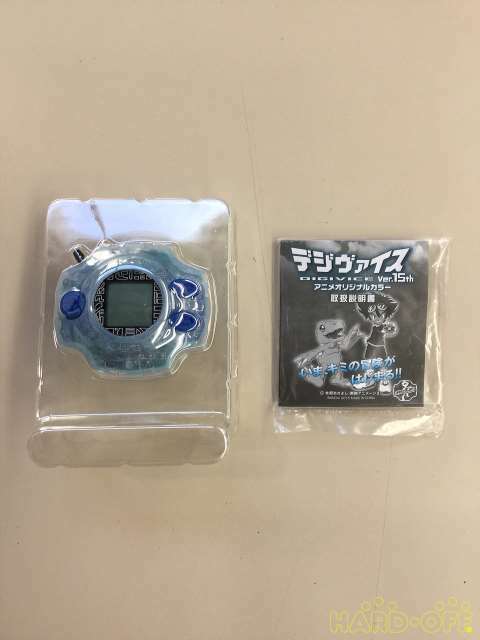 デジヴァイス
DIGIVICE Ver.15th
アニメオリジナルカラー
取扱説明書
いま、キミの冒険が
はじまる!!
HARD·OFF